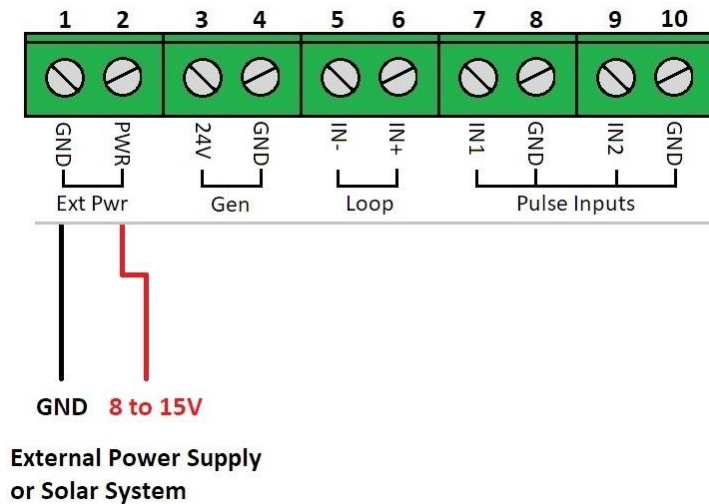 1 2 3 4 5 6 7 8 9 10
GND PWR 24V GND IN- IN+ IN1 GND IN2 GND
Ext Pwr Gen Loop Pulse Inputs
GND 8 to 15V
External Power Supply
or Solar System